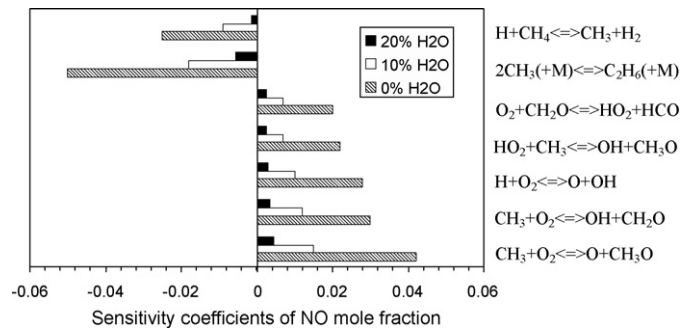 20% H2O
10% H2O
0% H2O
H+CH₄<=>CH₃+H₂
2CH₃(+M)<=>C₂H₆(+M)
O₂+CH₂O<=>HO₂+HCO
HO₂+CH₃<=>OH+CH₃O
H+O₂<=>O+OH
CH₃+O₂<=>OH+CH₂O
CH₃+O₂<=>O+CH₃O
-0.06 -0.04 -0.02 0 0.02 0.04 0.06
Sensitivity coefficients of NO mole fraction